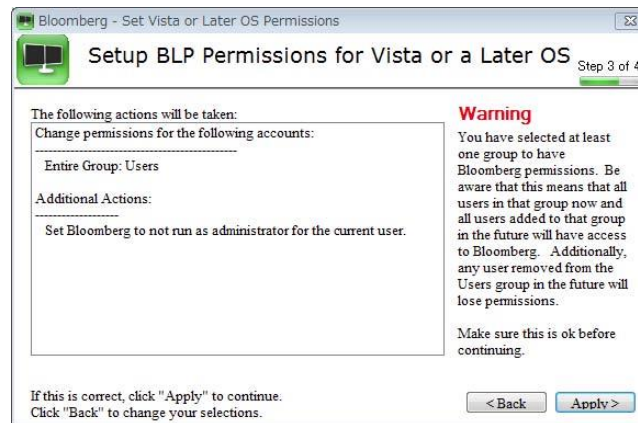 Bloomberg - Set Vista or Later OS Permissions
Setup BLP Permissions for Vista or a Later OS
Step 3 of 4
The following actions will be taken:
Change permissions for the following accounts:
----------------------------------------
Entire Group: Users
Additional Actions:
--------------------
Set Bloomberg to not run as administrator for the current user.
Warning
You have selected at least
one group to have
Bloomberg permissions. Be
aware that this means that all
users in that group now and
all users added to that group
in the future will have access
to Bloomberg. Additionally,
any user removed from the
Users group in the future will
lose permissions.
Make sure this is ok before
continuing.
If this is correct, click "Apply" to continue.
Click "Back" to change your selections.
< Back
Apply >